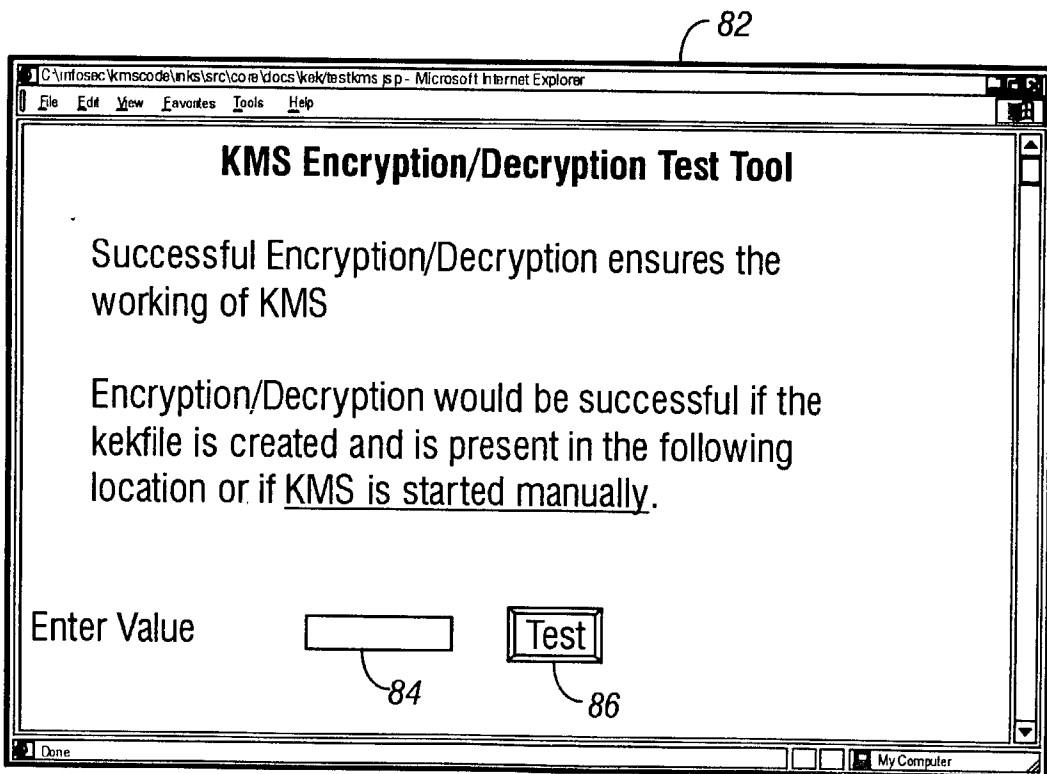 82
C:\infosec\kmscode\mks\src\core\docs\kek/testkms jsp - Microsoft Internet Explorer
File Edit View Favorites Tools Help
KMS Encryption/Decryption Test Tool
Successful Encryption/Decryption ensures the
working of KMS
Encryption/Decryption would be successful if the
kekfile is created and is present in the following
location or if KMS is started manually.
Enter Value
Test
84
86
Done
My Computer